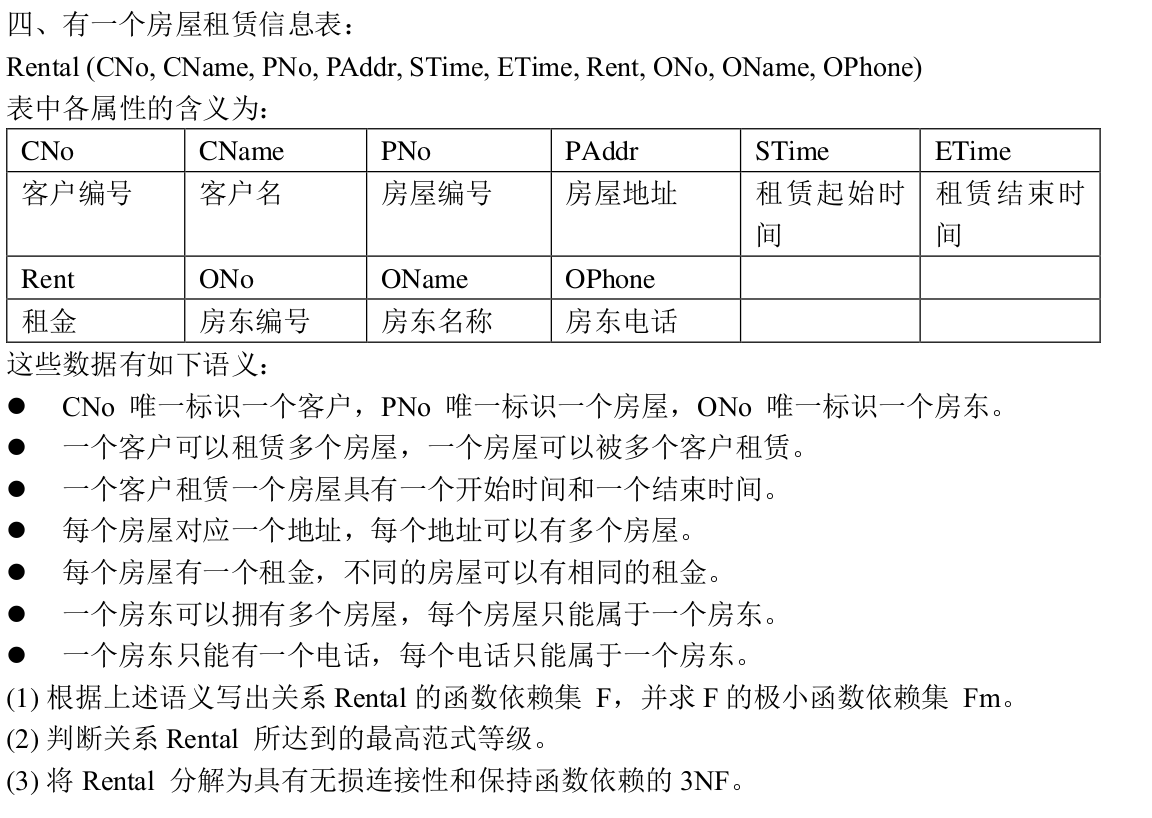 四、有一个房屋租赁信息表：
Rental (CNo, CName, PNo, PAddr, STime, ETime, Rent, ONo, OName, OPhone)
表中各属性的含义为：
CNo CName PNo PAddr STime ETime
客户编号 客户名 房屋编号 房屋地址 租赁起始时间 租赁结束时间
Rent ONo OName OPhone
租金 房东编号 房东名称 房东电话
这些数据有如下语义：
● CNo 唯一标识一个客户，PNo 唯一标识一个房屋，ONo 唯一标识一个房东。
● 一个客户可以租赁多个房屋，一个房屋可以被多个客户租赁。
● 一个客户租赁一个房屋具有一个开始时间和一个结束时间。
● 每个房屋对应一个地址，每个地址可以有多个房屋。
● 每个房屋有一个租金，不同的房屋可以有相同的租金。
● 一个房东可以拥有多个房屋，每个房屋只能属于一个房东。
● 一个房东只能有一个电话，每个电话只能属于一个房东。
(1) 根据上述语义写出关系 Rental 的函数依赖集 F，并求 F 的极小函数依赖集 Fm。
(2) 判断关系 Rental 所达到的最高范式等级。
(3) 将 Rental 分解为具有无损连接性和保持函数依赖的 3NF。